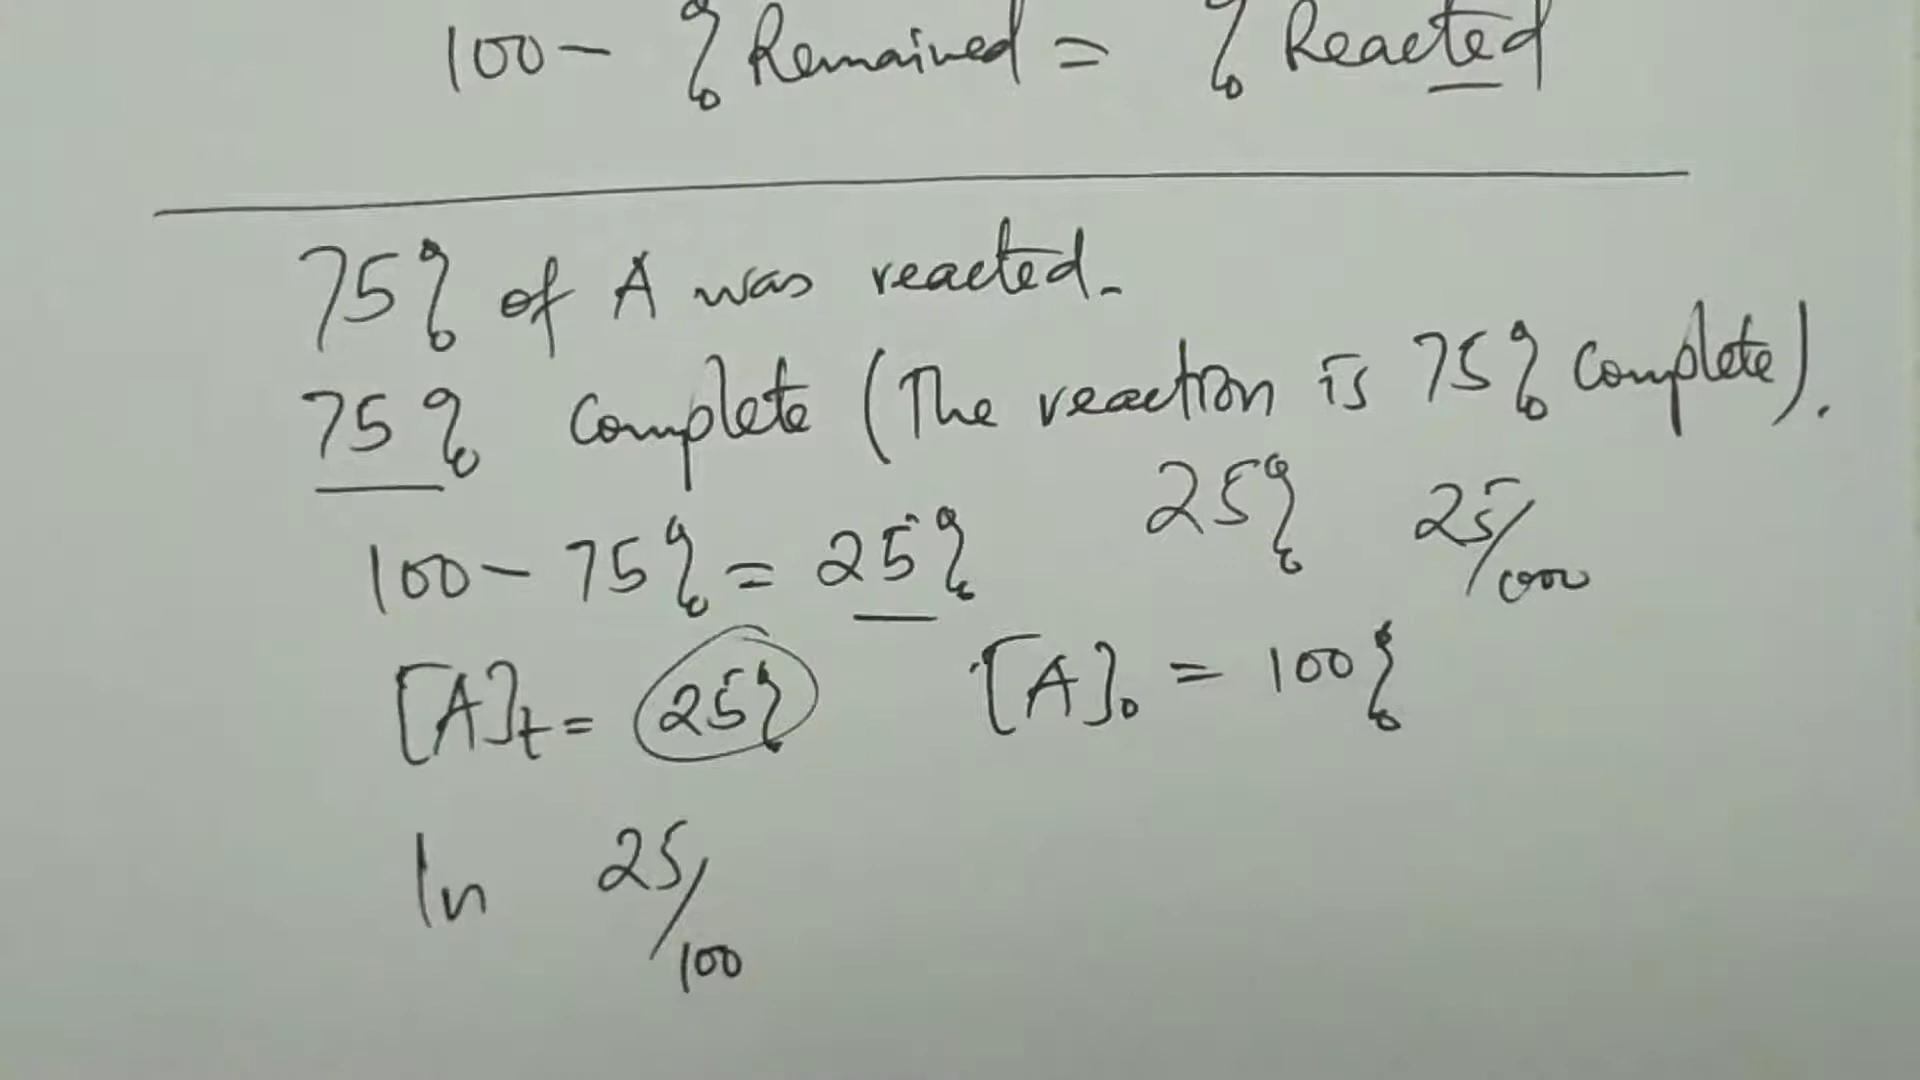 100 - % Remained = % Reacted
75% of A was reacted.
75% Complete (The reaction is 75% Complete).
100 - 75% = 25% 25% 25/100
[A]t = 25% [A]0 = 100%
ln 25/100